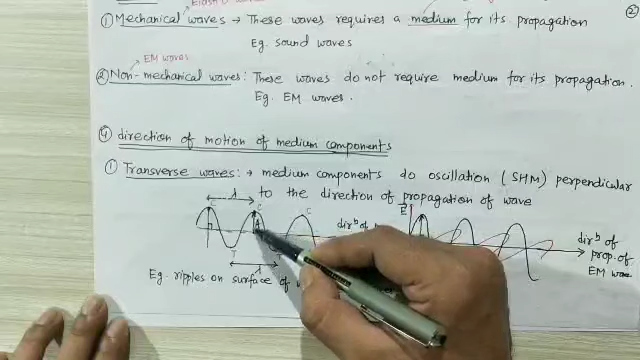 ① Mechanical waves → These waves requires a medium for its propagation
②
Eg. sound waves
EM waves
② Non-mechanical waves: These waves do not require medium for its propagation.
Eg. EM waves.
④ direction of motion of medium components
① Transverse waves: → medium components do oscillation (SHM) perpendicular
to the direction of propagation of wave
λ
C C C
E
A
dirⁿ of
dirⁿ of
prop. of
EM wave
T T
λ
Eg. ripples on surface of